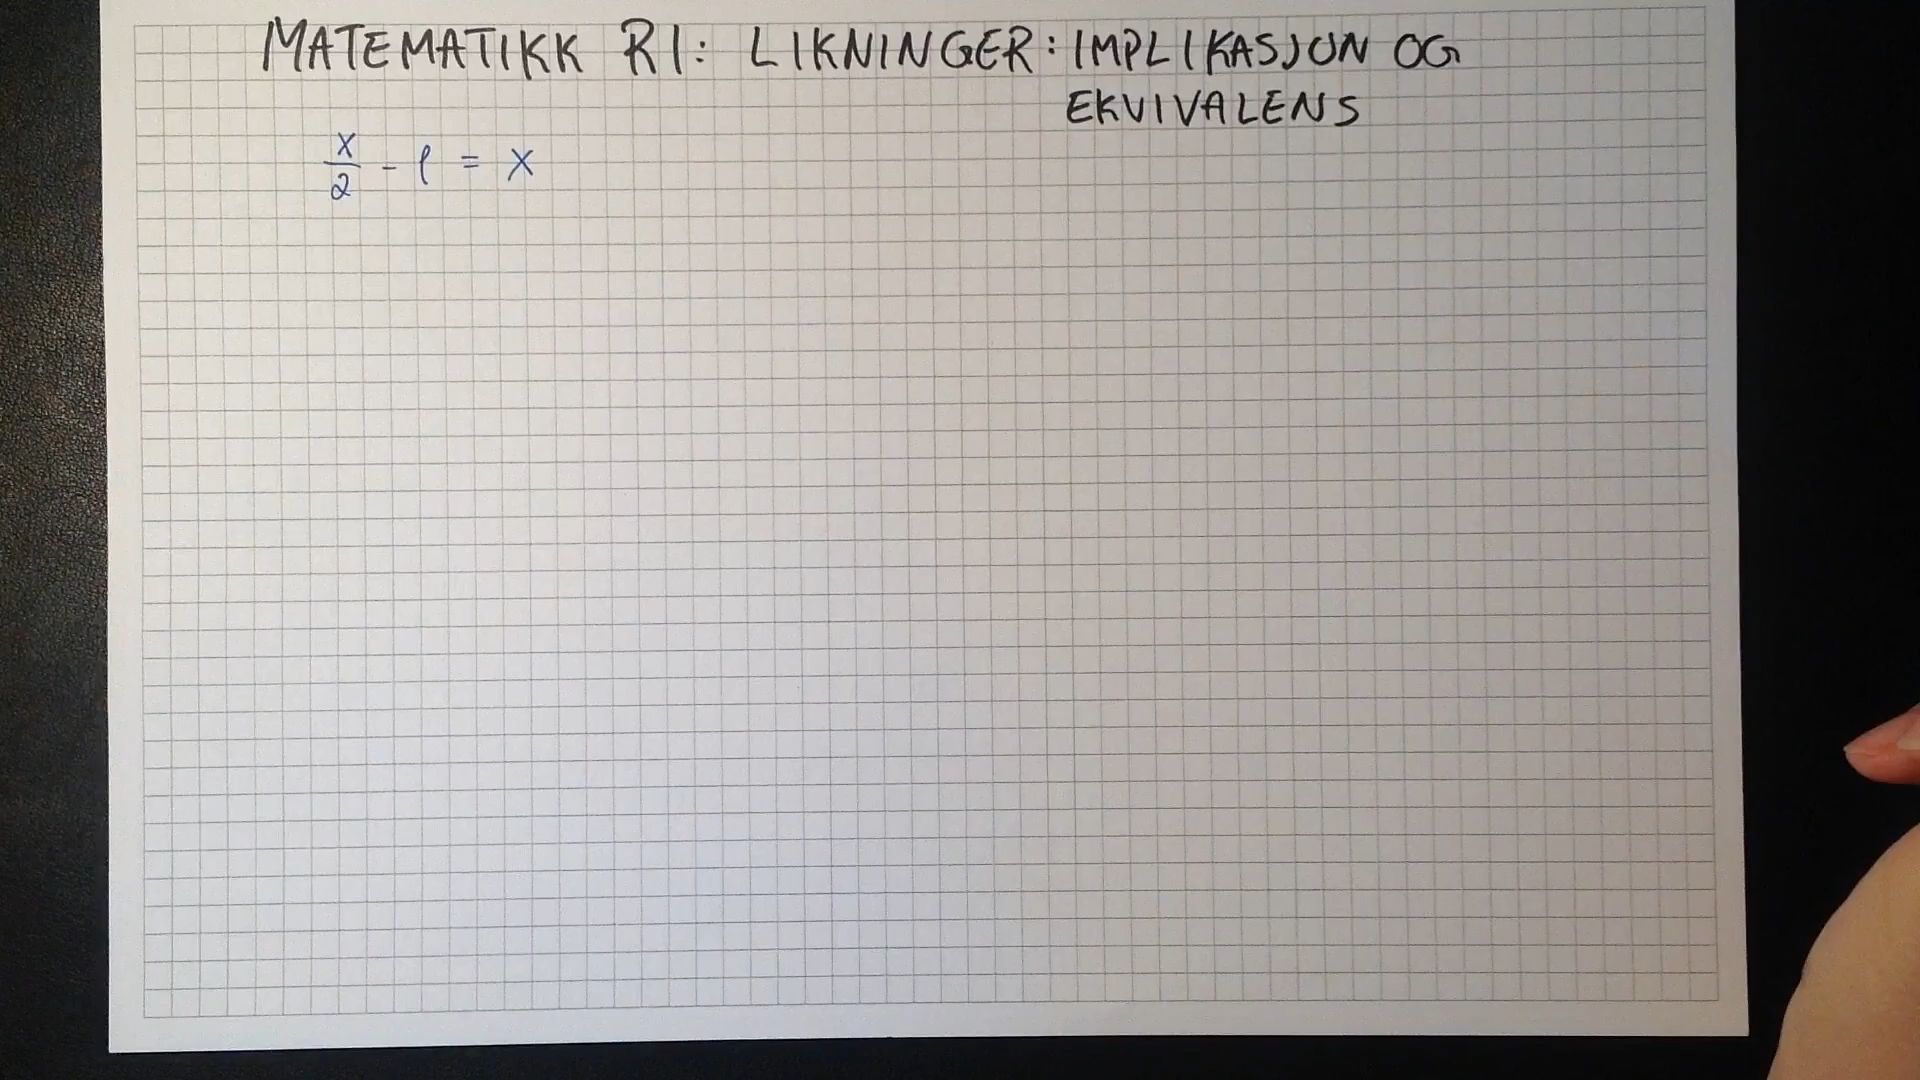 MATEMATIKK R1: LIKNINGER: IMPLIKASJON OG
EKVIVALENS
x/2 - 1 = x